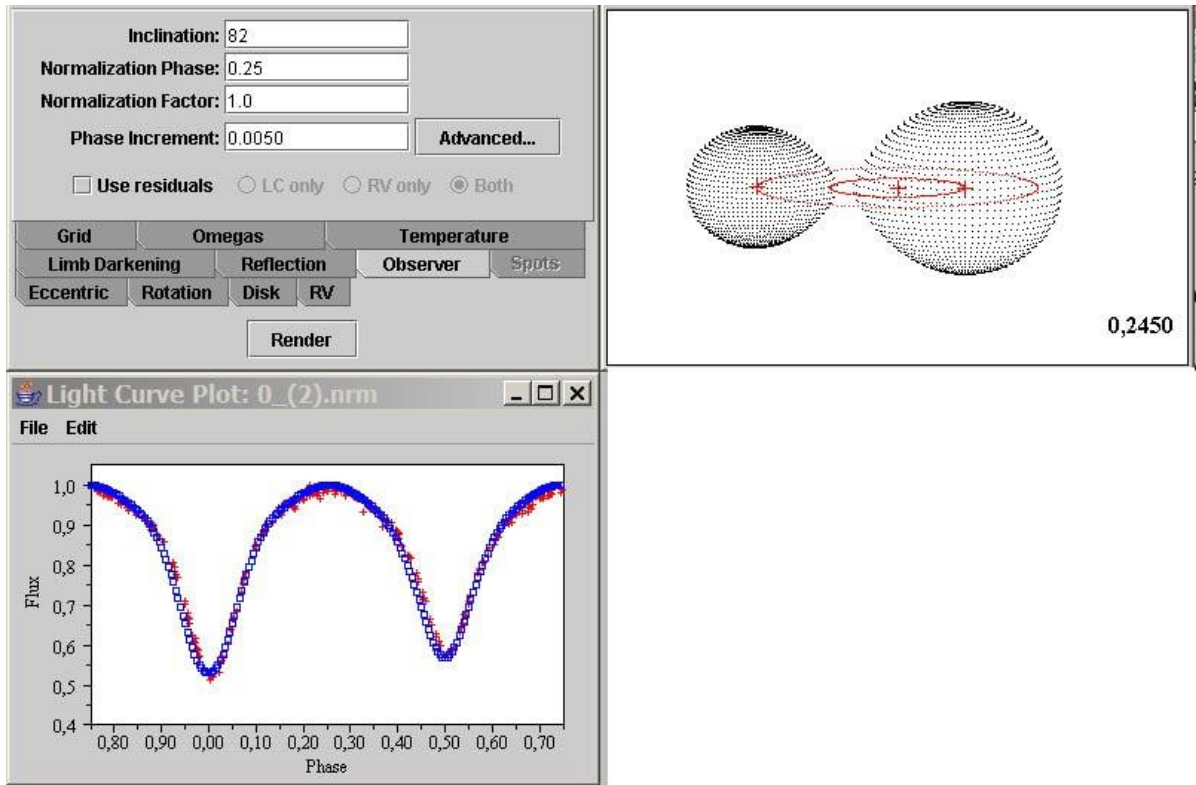 Inclination: 82
Normalization Phase: 0.25
Normalization Factor: 1.0
Phase Increment: 0.0050 Advanced...
Use residuals LC only RV only Both
Grid Omegas Temperature
Limb Darkening Reflection Observer Spots
Eccentric Rotation Disk RV
Render
0,2450
Light Curve Plot: 0_(2).nrm
File Edit
1,0
0,9
0,8
0,7
0,6
0,5
0,4
Flux
0,80 0,90 0,00 0,10 0,20 0,30 0,40 0,50 0,60 0,70
Phase